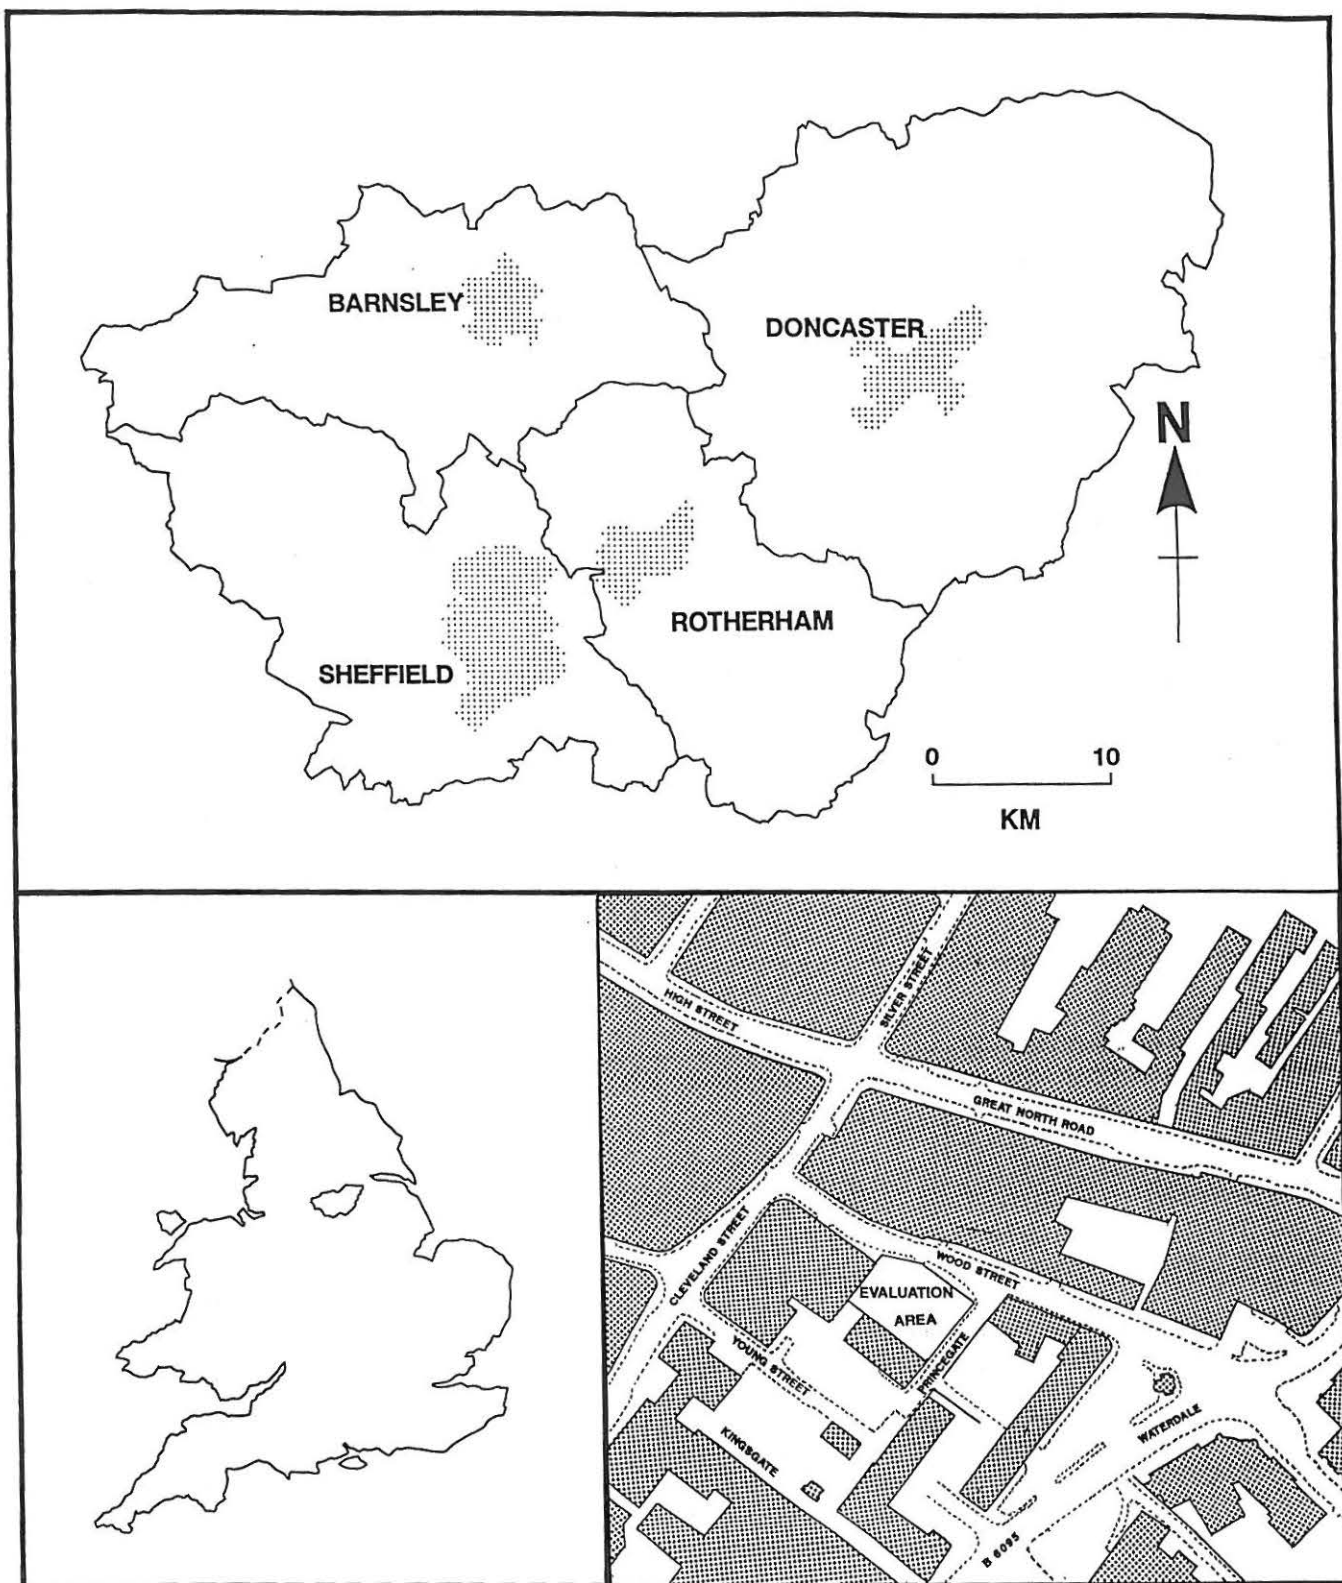 BARNSLEY
DONCASTER
N
ROTHERHAM
SHEFFIELD
0 10
KM
HIGH STREET
SILVER STREET
GREAT NORTH ROAD
CLEVELAND STREET
WOOD STREET
EVALUATION
AREA
YOUNG STREET
PRINCEGATE
WATERDALE
KINGSGATE
B 6095